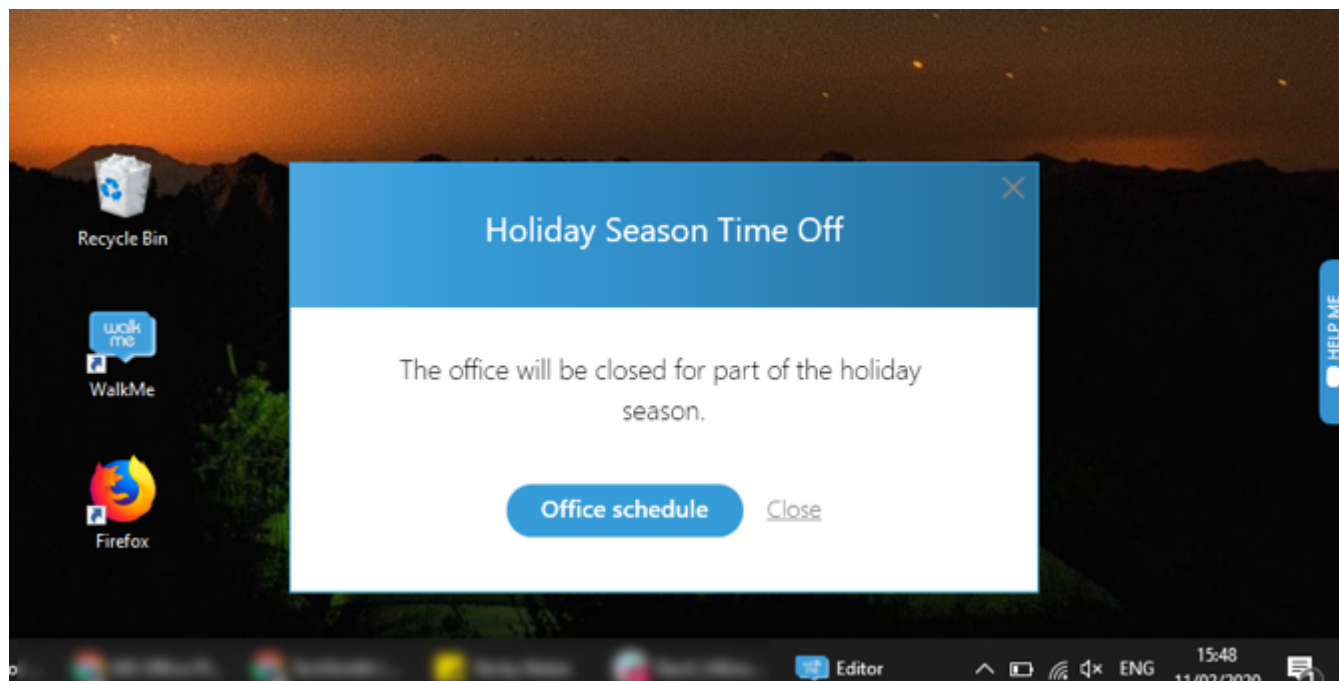 Holiday Season Time Off
Recycle Bin
The office will be closed for part of the holiday
season.
walk
me
WalkMe
HELP ME
Office schedule Close
Firefox
Editor
ENG
15:48
1